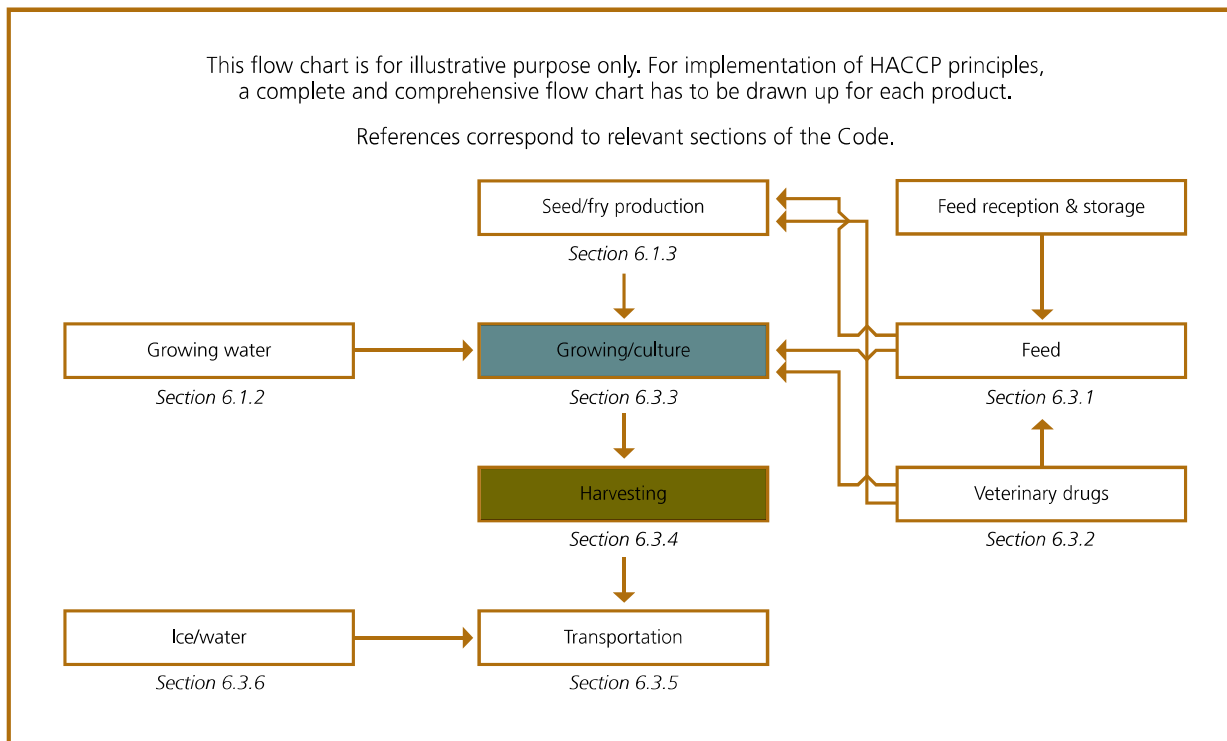 This flow chart is for illustrative purpose only. For implementation of HACCP principles,
a complete and comprehensive flow chart has to be drawn up for each product.
References correspond to relevant sections of the Code.
Seed/fry production
Section 6.1.3
Feed reception & storage
Growing water
Section 6.1.2
Growing/culture
Section 6.3.3
Feed
Section 6.3.1
Harvesting
Section 6.3.4
Veterinary drugs
Section 6.3.2
Ice/water
Section 6.3.6
Transportation
Section 6.3.5